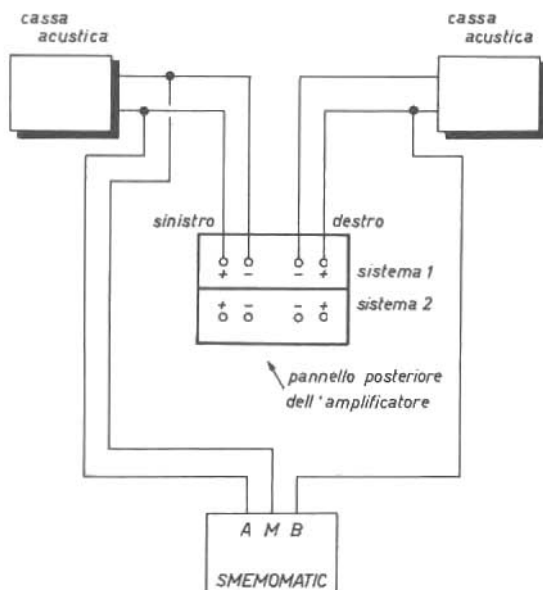 cassa
acustica
cassa
acustica
sinistro
destro
+ - - +
sistema 1
+ - - +
sistema 2
pannello posteriore
dell'amplificatore
A M B
SMEMOMATIC